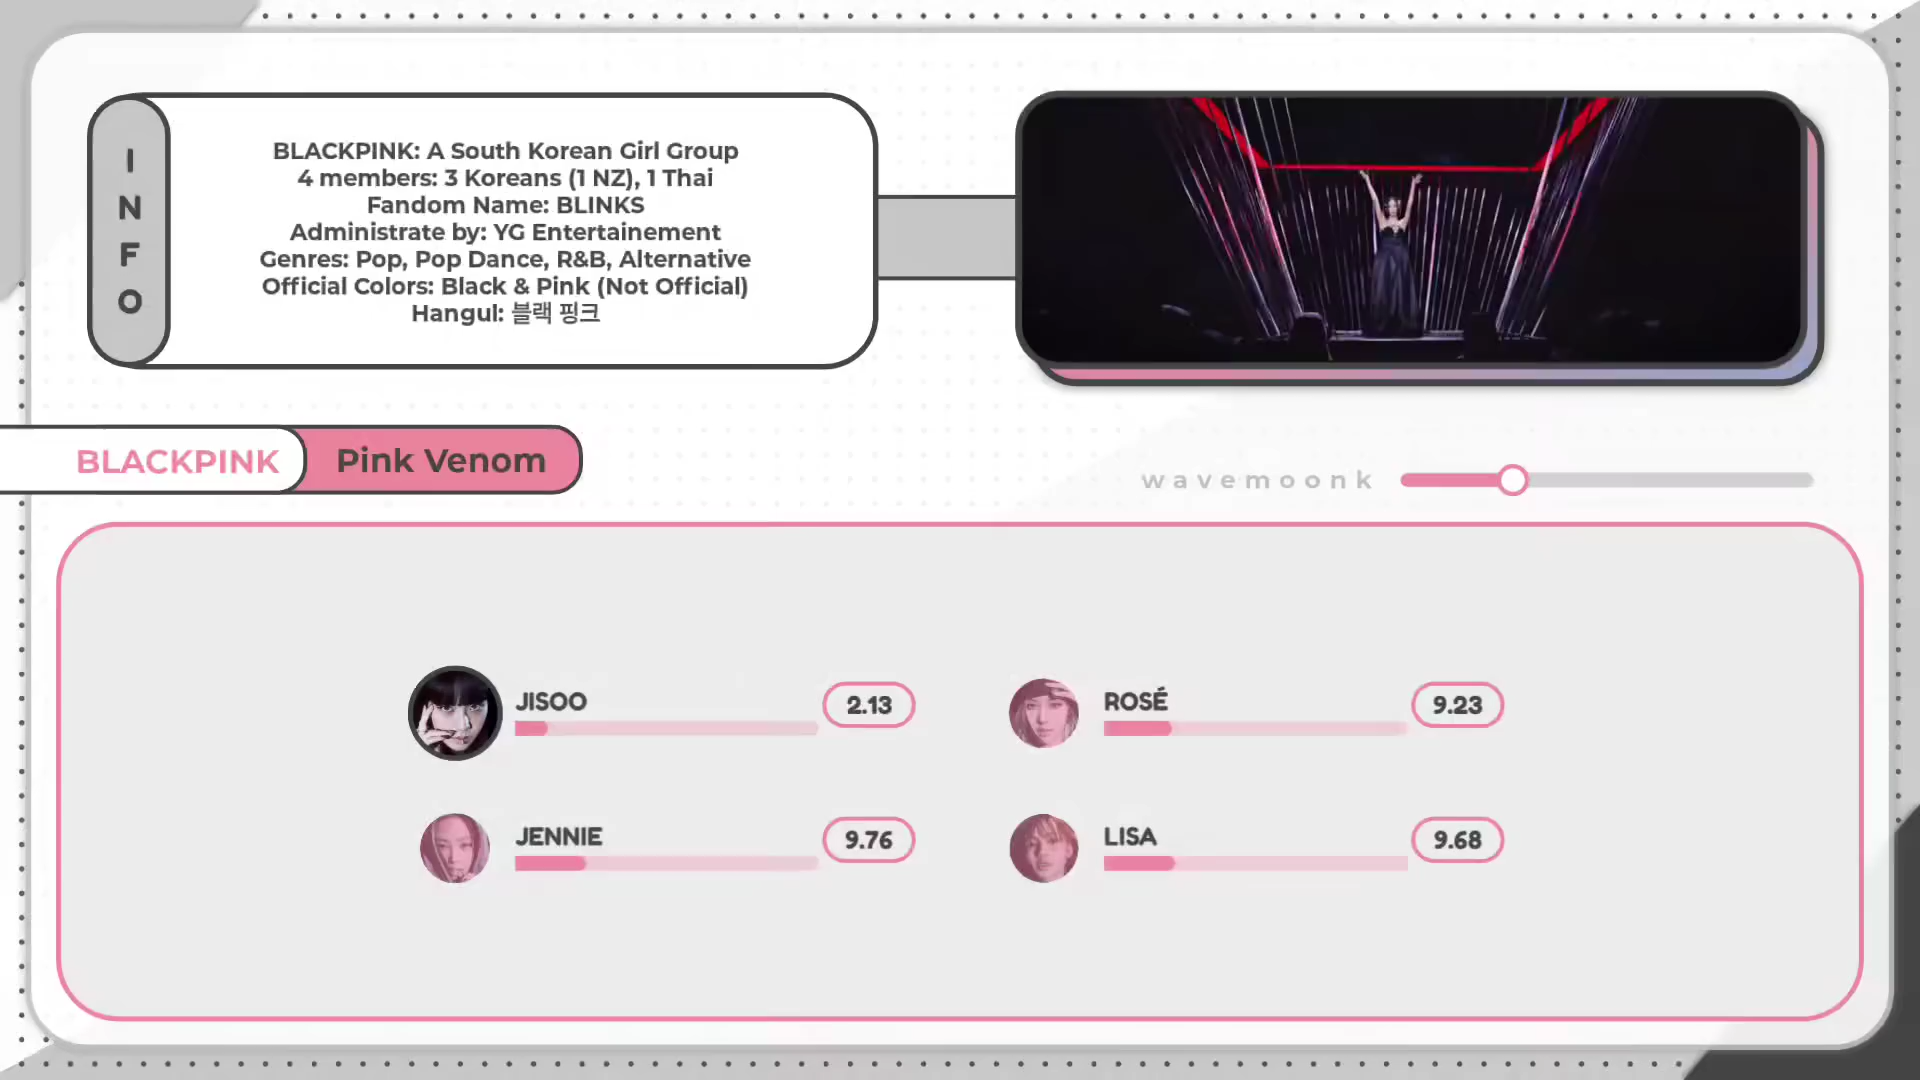 INFO
BLACKPINK: A South Korean Girl Group
4 members: 3 Koreans (1 NZ), 1 Thai
Fandom Name: BLINKS
Administrate by: YG Entertainement
Genres: Pop, Pop Dance, R&B, Alternative
Official Colors: Black & Pink (Not Official)
Hangul: 블랙 핑크
BLACKPINK Pink Venom
wavemoonk
JISOO 2.13
ROSÉ 9.23
JENNIE 9.76
LISA 9.68